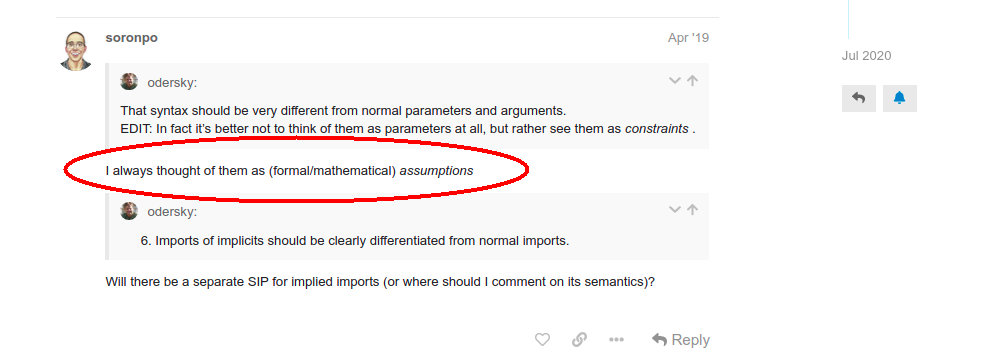 soronpo
Apr '19
Jul 2020
odersky:
That syntax should be very different from normal parameters and arguments.
EDIT: In fact it's better not to think of them as parameters at all, but rather see them as constraints .
I always thought of them as (formal/mathematical) assumptions
odersky:
6. Imports of implicits should be clearly differentiated from normal imports.
Will there be a separate SIP for implied imports (or where should I comment on its semantics)?
Reply